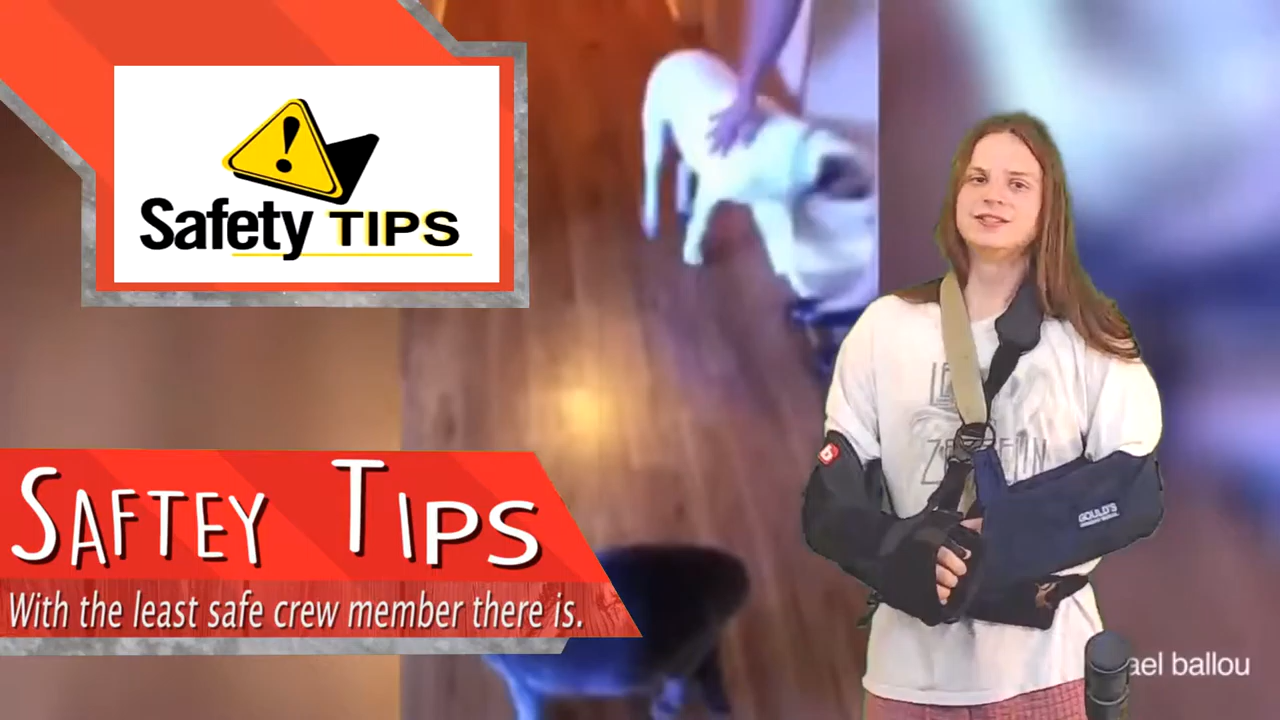 Safety TIPS
SAFTEY TIPS
With the least safe crew member there is.
GOULD'S
ael ballou